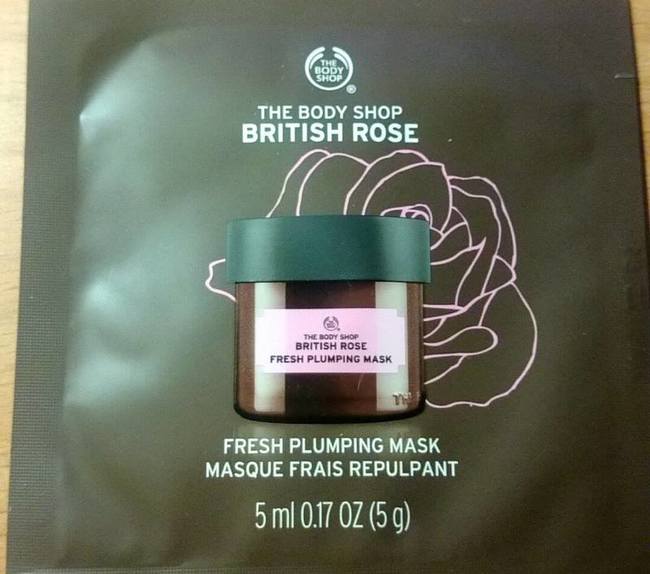 THE
BODY
SHOP
®
THE BODY SHOP
BRITISH ROSE
THE BODY SHOP
BRITISH ROSE
FRESH PLUMPING MASK
FRESH PLUMPING MASK
MASQUE FRAIS REPULPANT
5 ml 0.17 OZ (5 g)